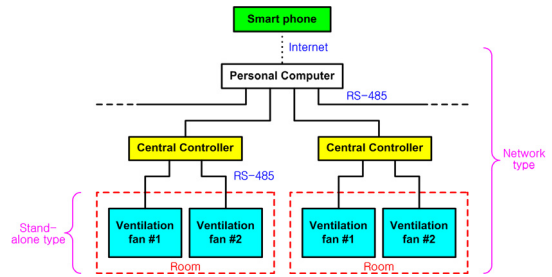 Smart phone
Internet
Personal Computer
RS-485
Central Controller
Central Controller
RS-485
Network
type
Stand-
alone type
Ventilation
fan #1
Ventilation
fan #2
Ventilation
fan #1
Ventilation
fan #2
Room
Room